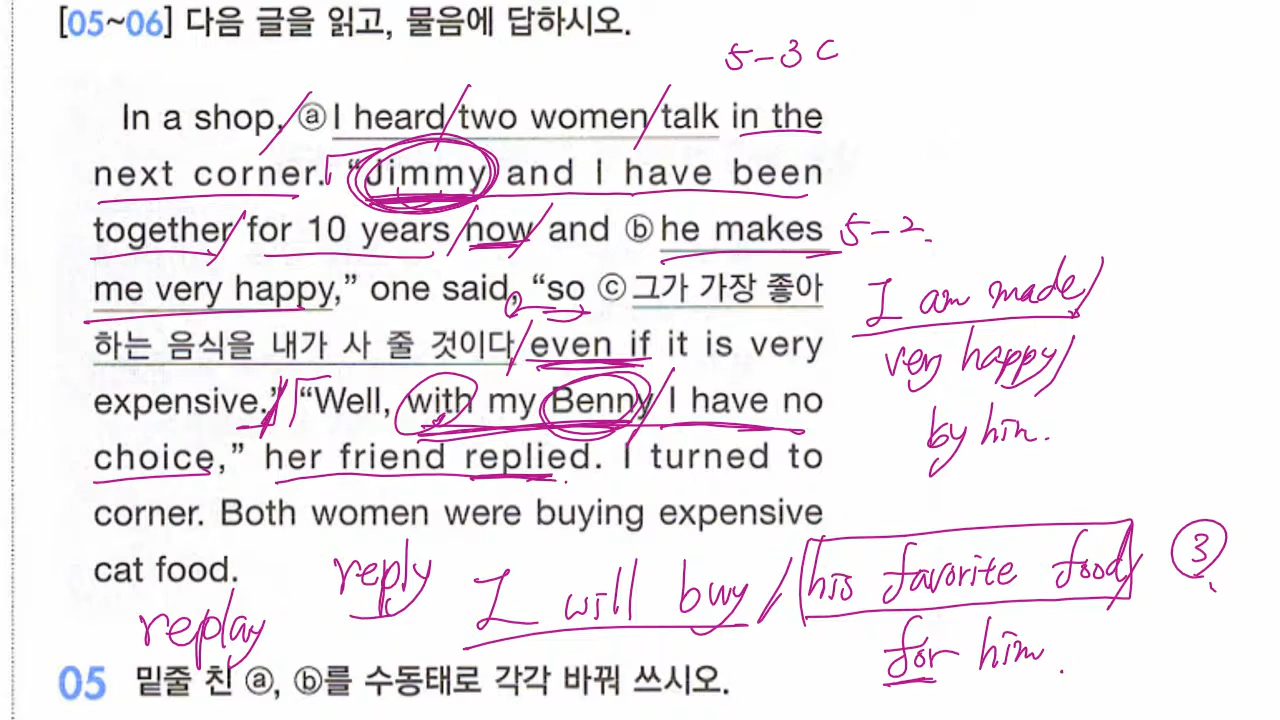 [05~06] 다음 글을 읽고, 물음에 답하시오.
5-3 C
In a shop, ⓐ I heard two women talk in the
next corner. “Jimmy and I have been
together for 10 years now and ⓑ he makes
5-2.
me very happy,” one said, “so ⓒ 그가 가장 좋아
I am made
하는 음식을 내가 사 줄 것이다 even if it is very
very happy
expensive.” “Well, with my Benny I have no
by him.
choice,” her friend replied. I turned to
corner. Both women were buying expensive
cat food.
reply
I will buy his favorite food
③
replay
for him.
05 밑줄 친 ⓐ, ⓑ를 수동태로 각각 바꿔 쓰시오.